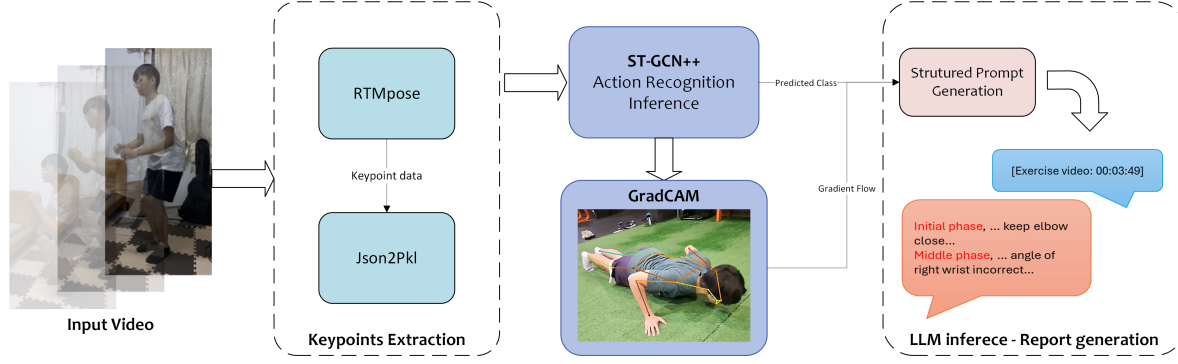 Input Video
RTMpose
Keypoint data
Json2Pkl
Keypoints Extraction
ST-GCN++
Action Recognition
Inference
GradCAM
Predicted Class
Gradient Flow
Strutured Prompt
Generation
[Exercise video: 00:03:49]
Initial phase, ... keep elbow
close...
Middle phase, ... angle of
right wrist incorrect...
LLM inferece - Report generation